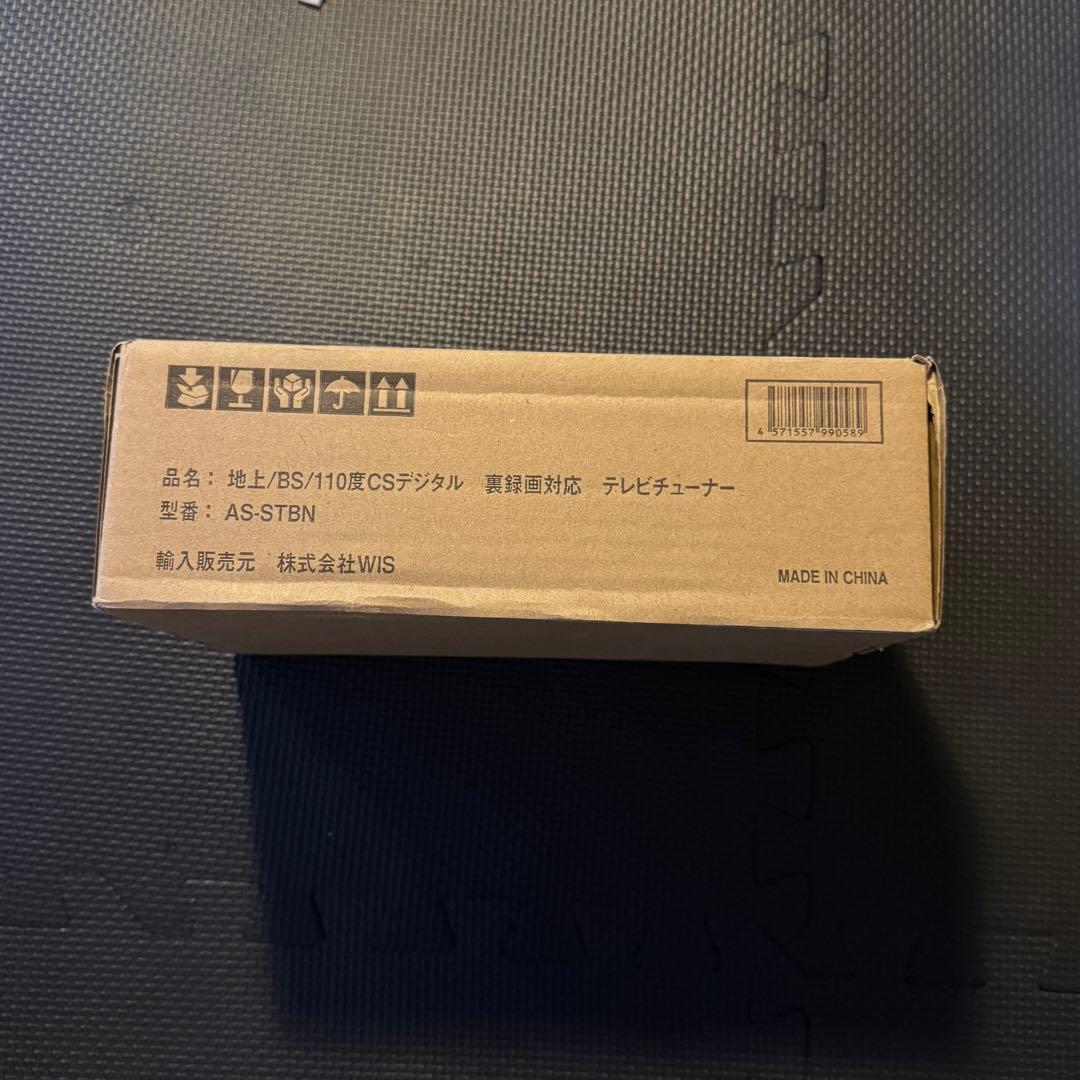 4 571557 990589
品名： 地上/BS/110度CSデジタル 裏録画対応 テレビチューナー
型番： AS-STBN
輸入販売元 株式会社WIS
MADE IN CHINA